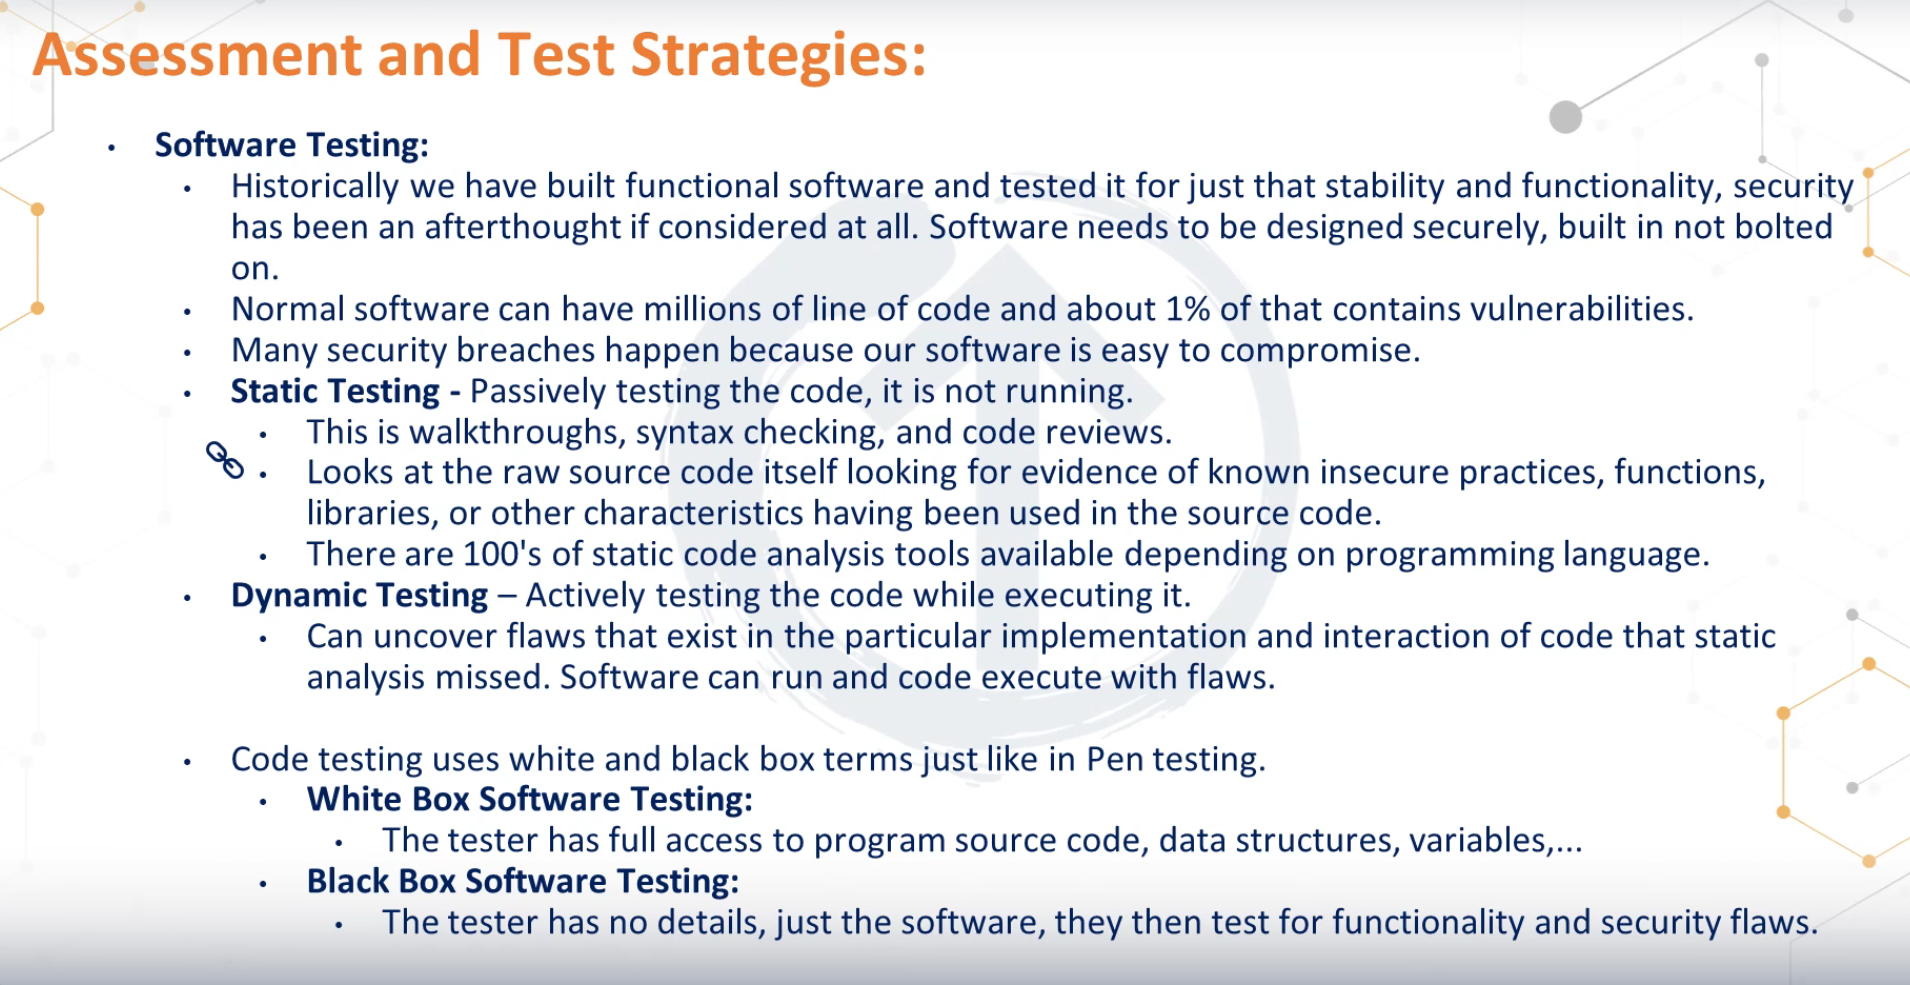 Assessment and Test Strategies:
• Software Testing:
• Historically we have built functional software and tested it for just that stability and functionality, security
has been an afterthought if considered at all. Software needs to be designed securely, built in not bolted
on.
• Normal software can have millions of line of code and about 1% of that contains vulnerabilities.
• Many security breaches happen because our software is easy to compromise.
• Static Testing - Passively testing the code, it is not running.
• This is walkthroughs, syntax checking, and code reviews.
• Looks at the raw source code itself looking for evidence of known insecure practices, functions,
libraries, or other characteristics having been used in the source code.
• There are 100's of static code analysis tools available depending on programming language.
• Dynamic Testing – Actively testing the code while executing it.
• Can uncover flaws that exist in the particular implementation and interaction of code that static
analysis missed. Software can run and code execute with flaws.
• Code testing uses white and black box terms just like in Pen testing.
• White Box Software Testing:
• The tester has full access to program source code, data structures, variables,...
• Black Box Software Testing:
• The tester has no details, just the software, they then test for functionality and security flaws.